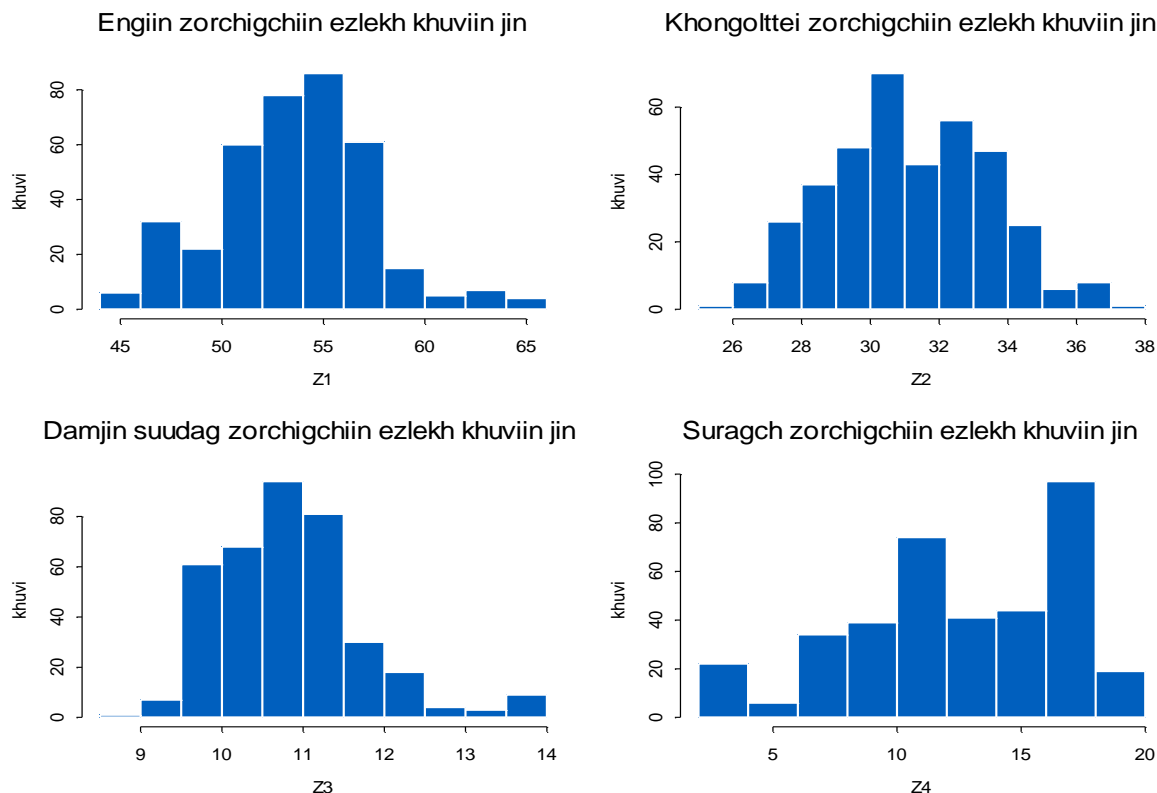 Engiin zorchigchiin ezlekh khuviin jin
khuvi
0 20 40 60 80
45 50 55 60 65
Z1
Khongolttei zorchigchiin ezlekh khuviin jin
khuvi
0 20 40 60
26 28 30 32 34 36 38
Z2
Damjin suudag zorchigchiin ezlekh khuviin jin
khuvi
0 20 40 60 80
9 10 11 12 13 14
Z3
Suragch zorchigchiin ezlekh khuviin jin
khuvi
0 20 40 60 80 100
5 10 15 20
Z4